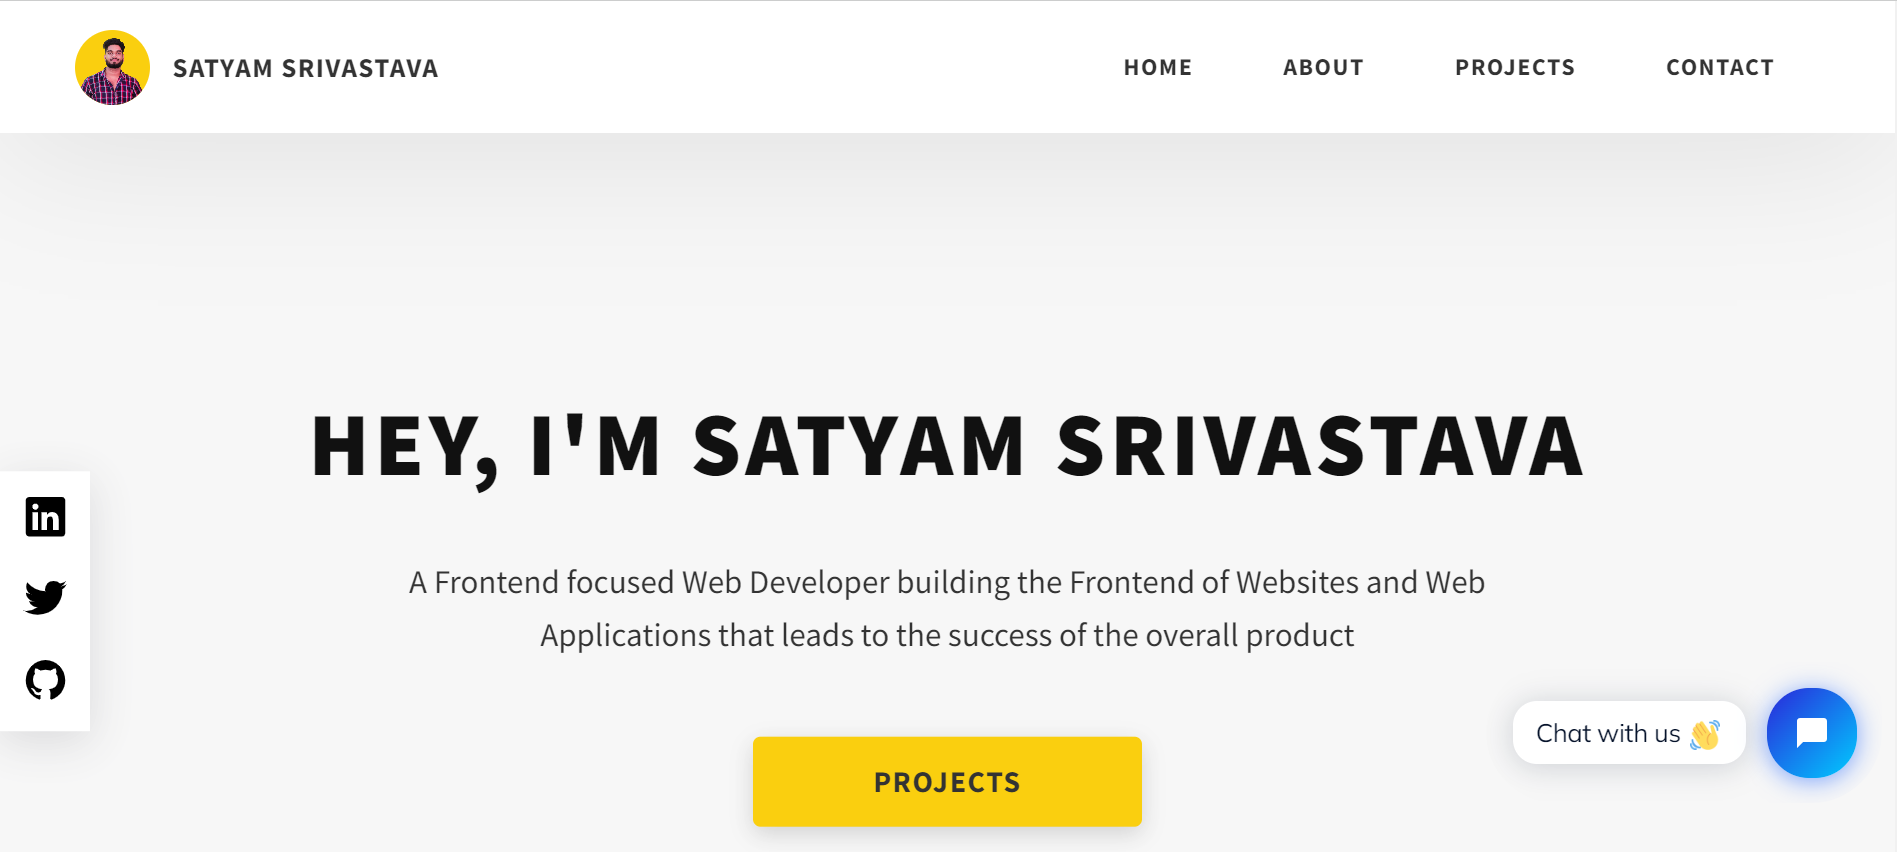 SATYAM SRIVASTAVA
HOME
ABOUT
PROJECTS
CONTACT
HEY, I'M SATYAM SRIVASTAVA
A Frontend focused Web Developer building the Frontend of Websites and Web
Applications that leads to the success of the overall product
PROJECTS
Chat with us 👋